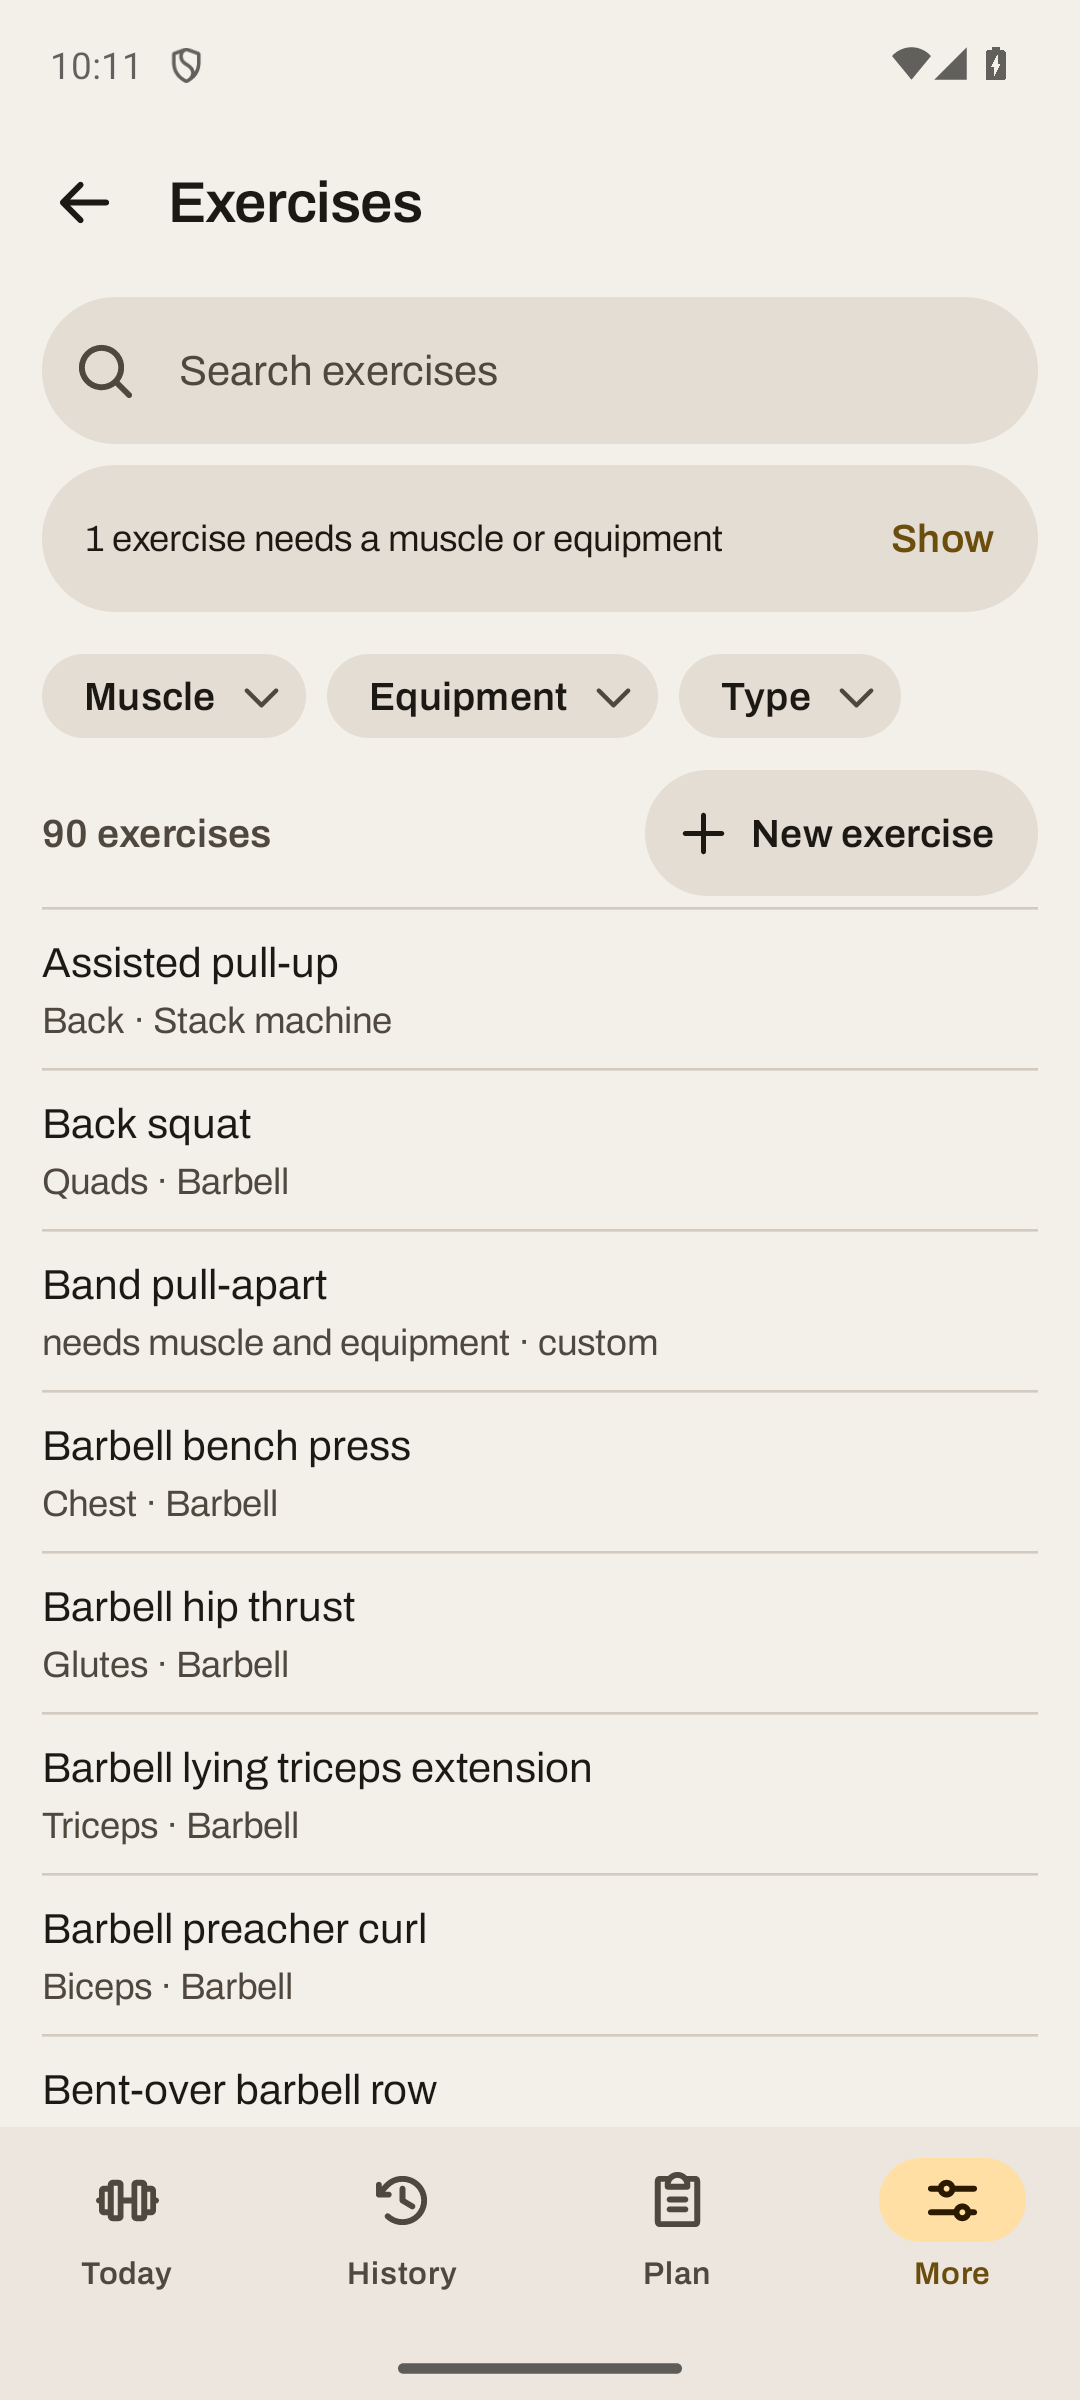 10:11
Exercises
Search exercises
1 exercise needs a muscle or equipment Show
Muscle Equipment Type
90 exercises New exercise
Assisted pull-up
Back · Stack machine
Back squat
Quads · Barbell
Band pull-apart
needs muscle and equipment · custom
Barbell bench press
Chest · Barbell
Barbell hip thrust
Glutes · Barbell
Barbell lying triceps extension
Triceps · Barbell
Barbell preacher curl
Biceps · Barbell
Bent-over barbell row
Today History Plan More